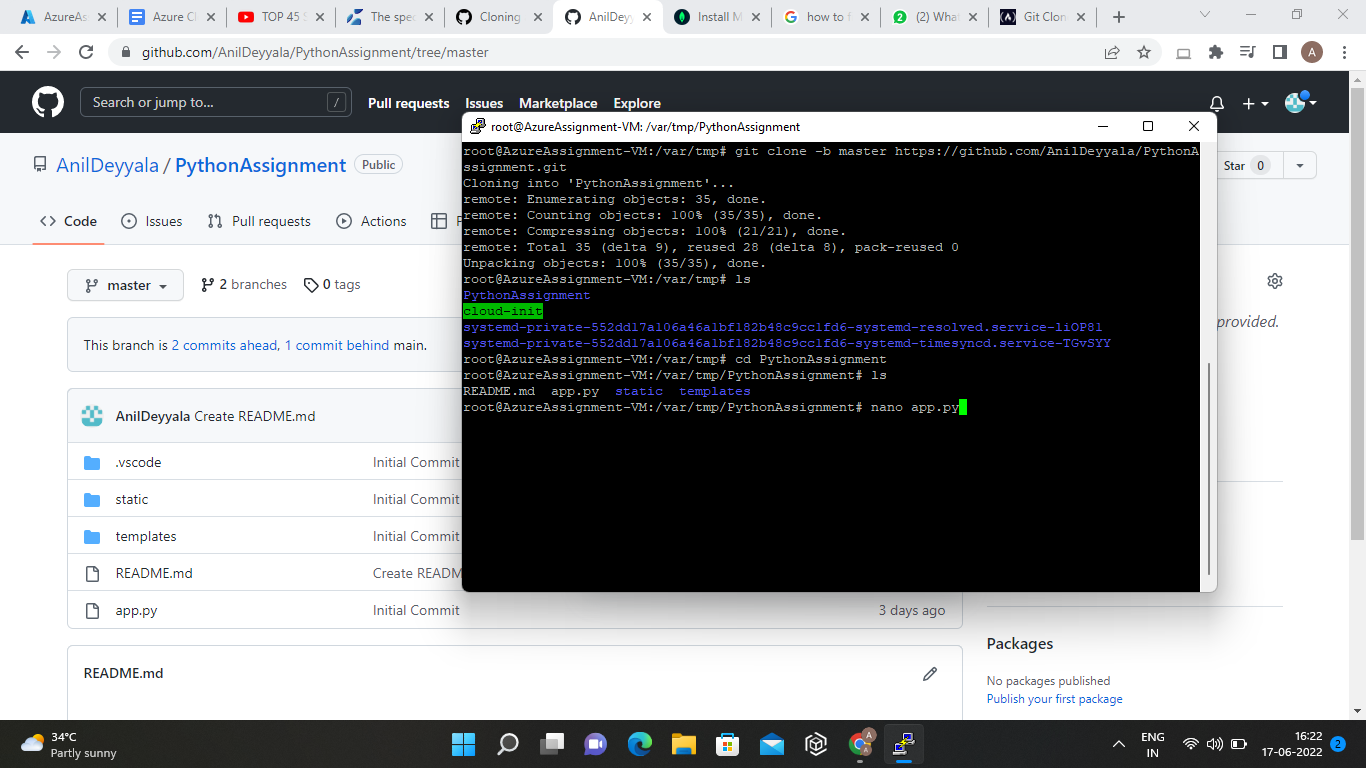 AzureAs
Azure Cl
TOP 45 S
The spe
Cloning
AnilDeyy
Install M
how to f
(2) What
Git Clon
github.com/AnilDeyyala/PythonAssignment/tree/master
A
Search or jump to...
/
Pull requests
Issues
Marketplace
Explore
AnilDeyyala / PythonAssignment
Public
Star 0
Code
Issues
Pull requests
Actions
P
master
2 branches
0 tags
provided.
This branch is 2 commits ahead, 1 commit behind main.
AnilDeyyala Create README.md
.vscode
Initial Commit
static
Initial Commit
templates
Initial Commit
README.md
Create READM
app.py
Initial Commit
3 days ago
README.md
Packages
No packages published
Publish your first package
root@AzureAssignment-VM: /var/tmp/PythonAssignment
root@AzureAssignment-VM:/var/tmp# git clone -b master https://github.com/AnilDeyyala/PythonA
ssignment.git
Cloning into 'PythonAssignment'...
remote: Enumerating objects: 35, done.
remote: Counting objects: 100% (35/35), done.
remote: Compressing objects: 100% (21/21), done.
remote: Total 35 (delta 9), reused 28 (delta 8), pack-reused 0
Unpacking objects: 100% (35/35), done.
root@AzureAssignment-VM:/var/tmp# ls
PythonAssignment
cloud-init
systemd-private-552dd17a106a46a1bf182b48c9cc1fd6-systemd-resolved.service-liOP81
systemd-private-552dd17a106a46a1bf182b48c9cc1fd6-systemd-timesyncd.service-TGvSYY
root@AzureAssignment-VM:/var/tmp# cd PythonAssignment
root@AzureAssignment-VM:/var/tmp/PythonAssignment# ls
README.md  app.py  static  templates
root@AzureAssignment-VM:/var/tmp/PythonAssignment# nano app.py
34°C
Partly sunny
A
ENG
IN
16:22
17-06-2022
2